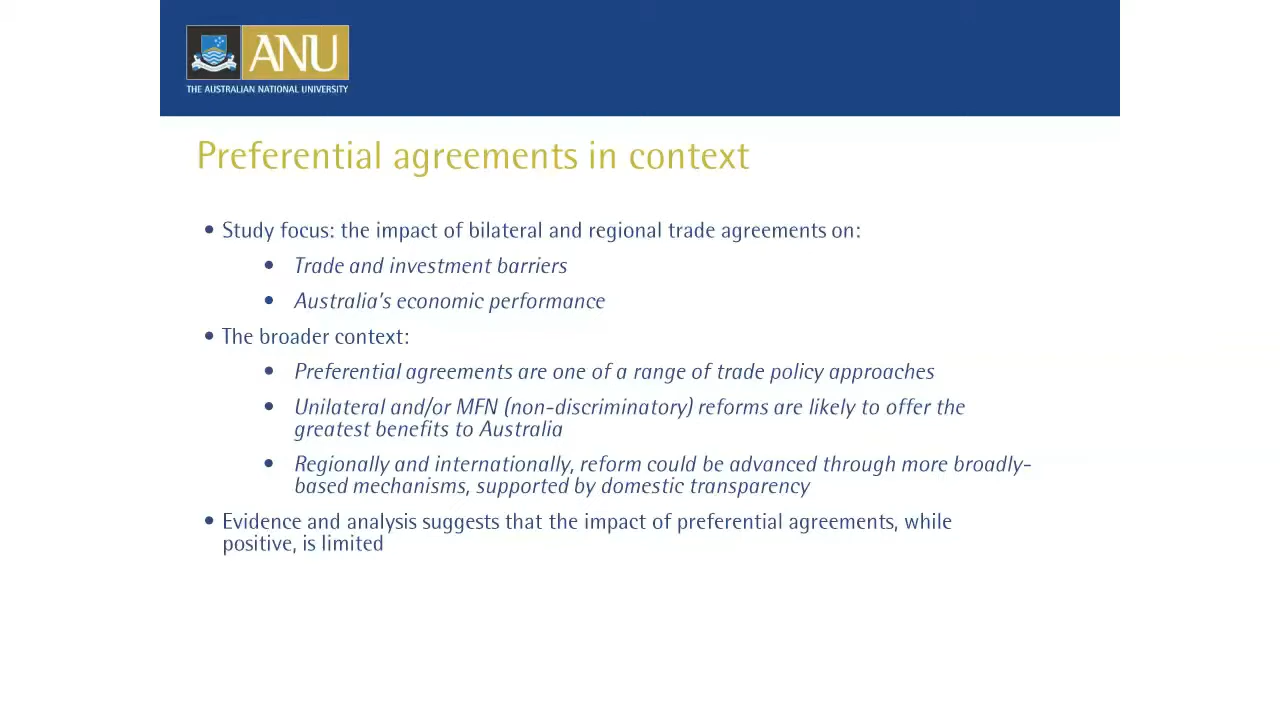 ANU
THE AUSTRALIAN NATIONAL UNIVERSITY
Preferential agreements in context
• Study focus: the impact of bilateral and regional trade agreements on:
• Trade and investment barriers
• Australia's economic performance
• The broader context:
• Preferential agreements are one of a range of trade policy approaches
• Unilateral and/or MFN (non-discriminatory) reforms are likely to offer the
greatest benefits to Australia
• Regionally and internationally, reform could be advanced through more broadly-
based mechanisms, supported by domestic transparency
• Evidence and analysis suggests that the impact of preferential agreements, while
positive, is limited